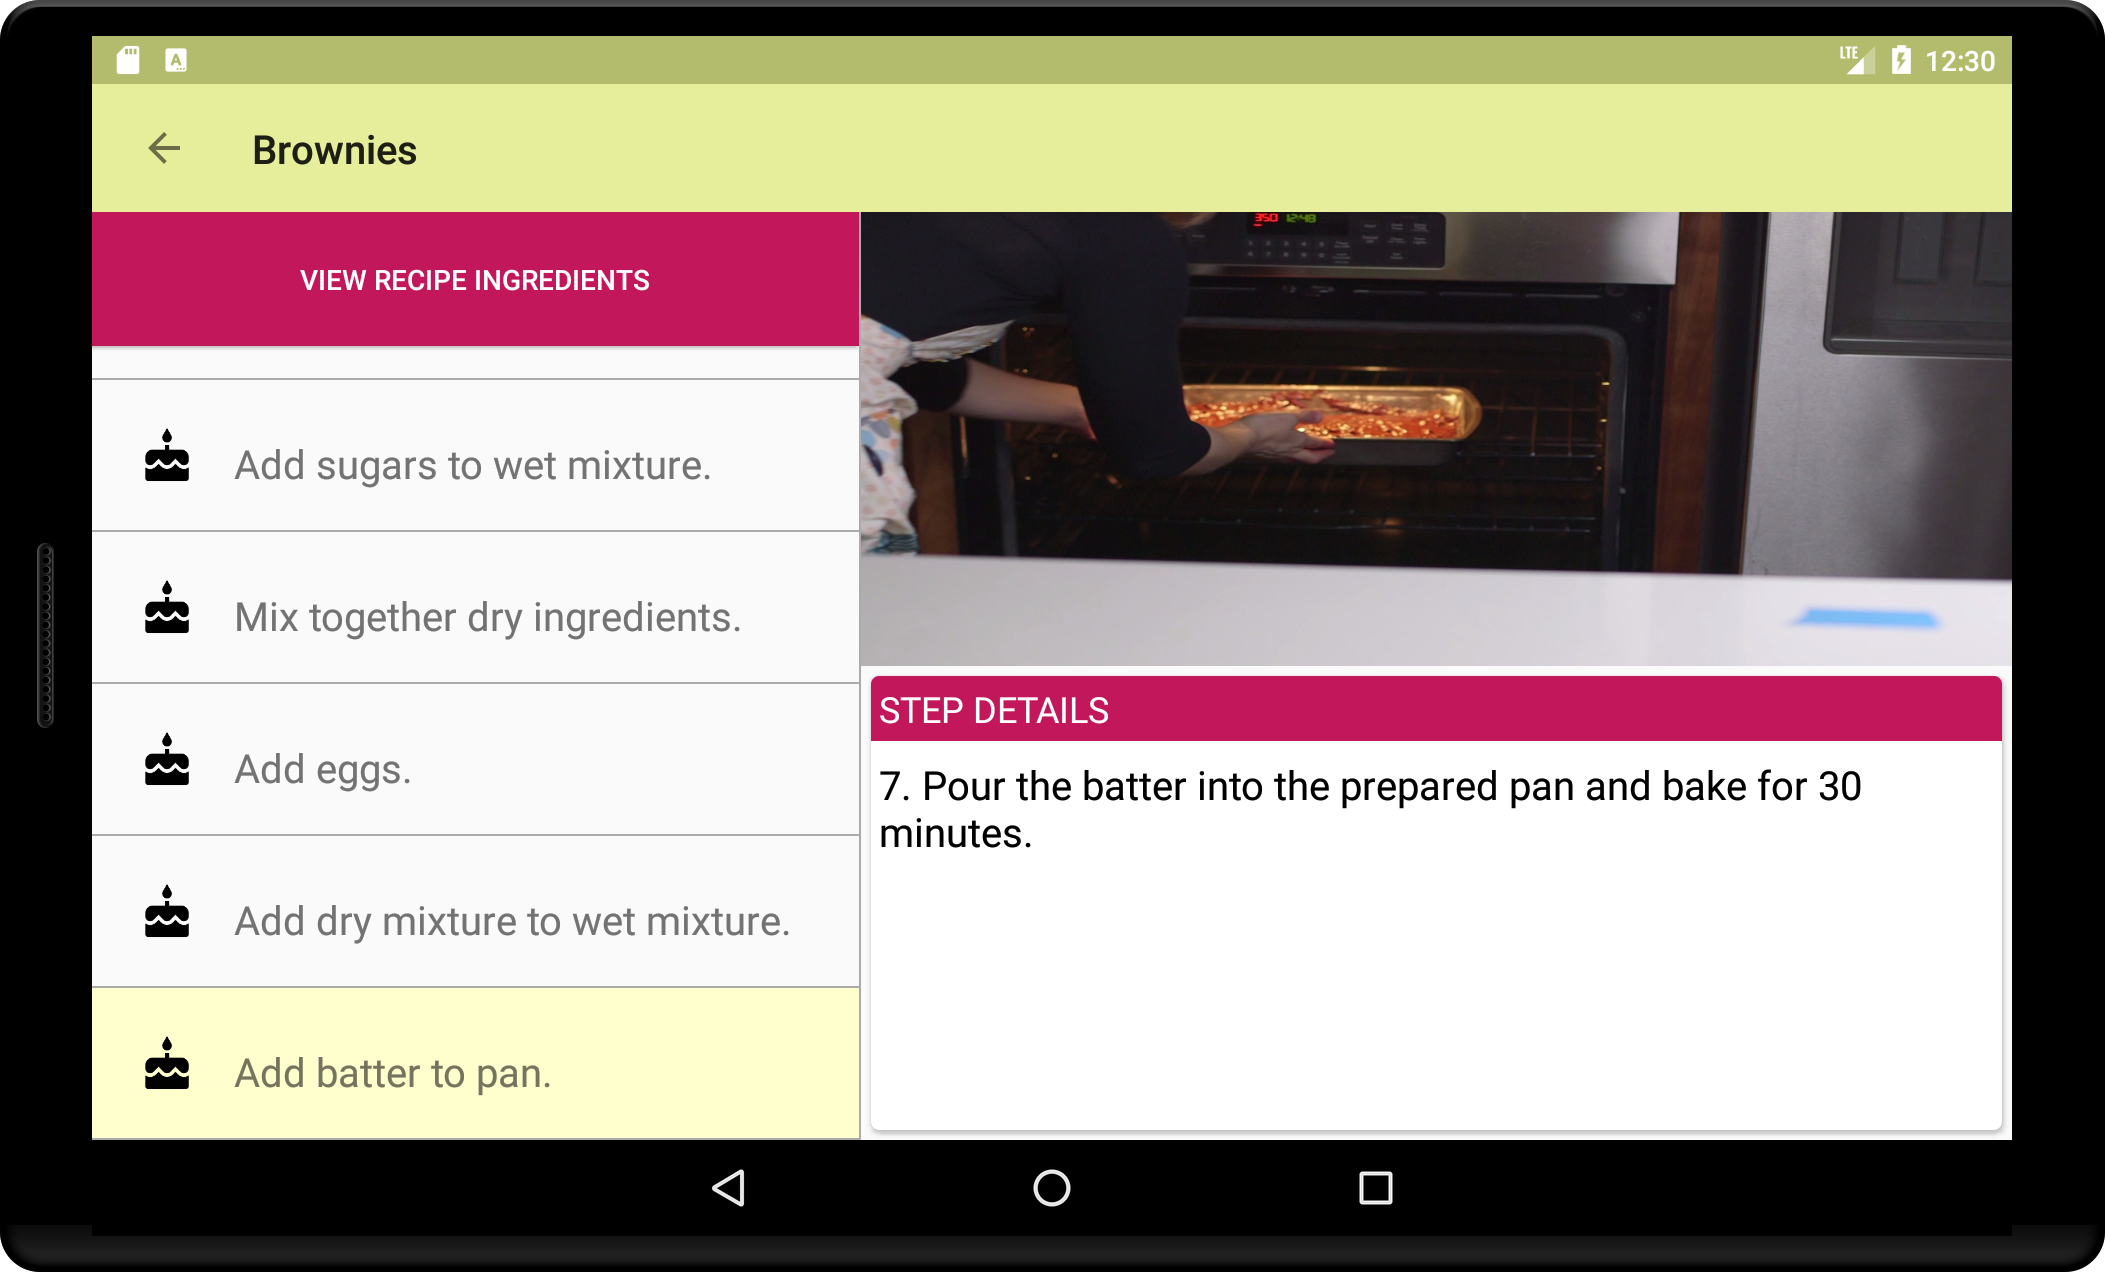 LTE 12:30
A
Brownies
VIEW RECIPE INGREDIENTS
350 12:48
Add sugars to wet mixture.
Mix together dry ingredients.
Add eggs.
Add dry mixture to wet mixture.
Add batter to pan.
STEP DETAILS
7. Pour the batter into the prepared pan and bake for 30
minutes.